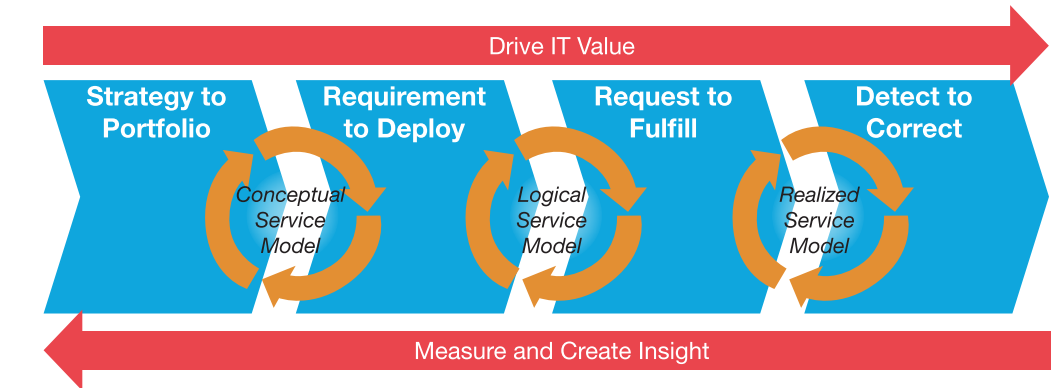 Drive IT Value
Strategy to
Portfolio
Requirement
to Deploy
Request to
Fulfill
Detect to
Correct
Conceptual
Service
Model
Logical
Service
Model
Realized
Service
Model
Measure and Create Insight